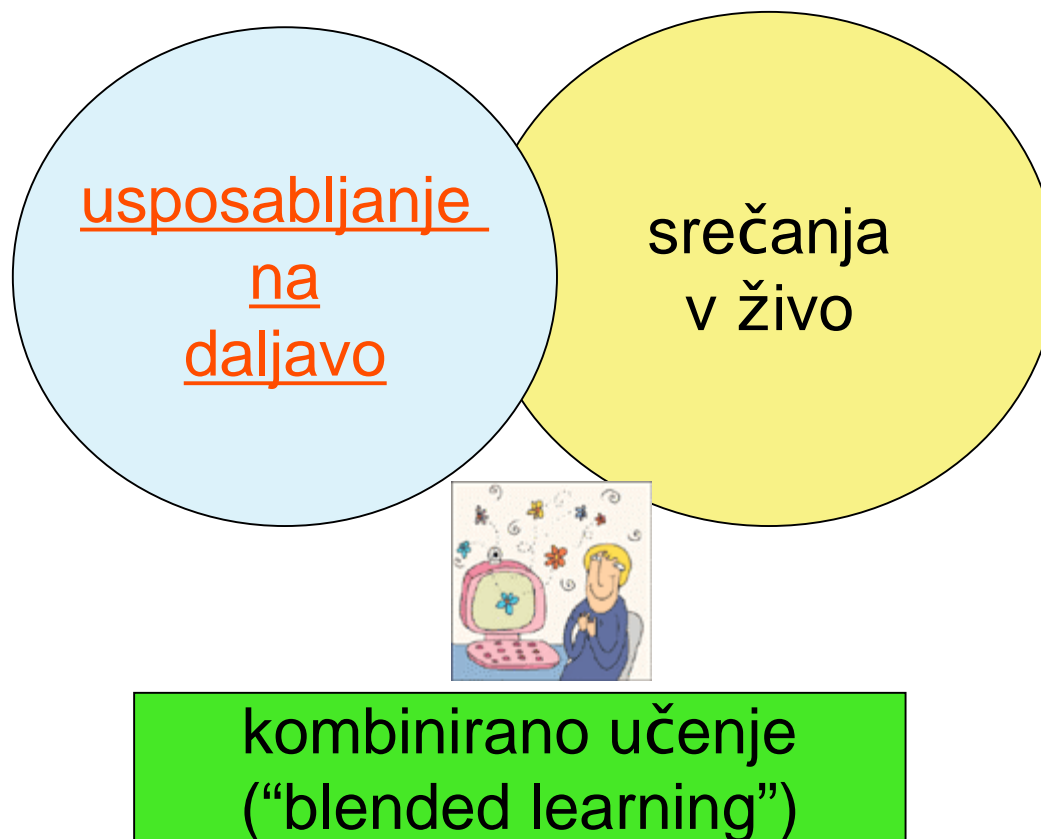 usposabljanje
na
daljavo
srečanja
v živo
kombinirano učenje
(“blended learning”)